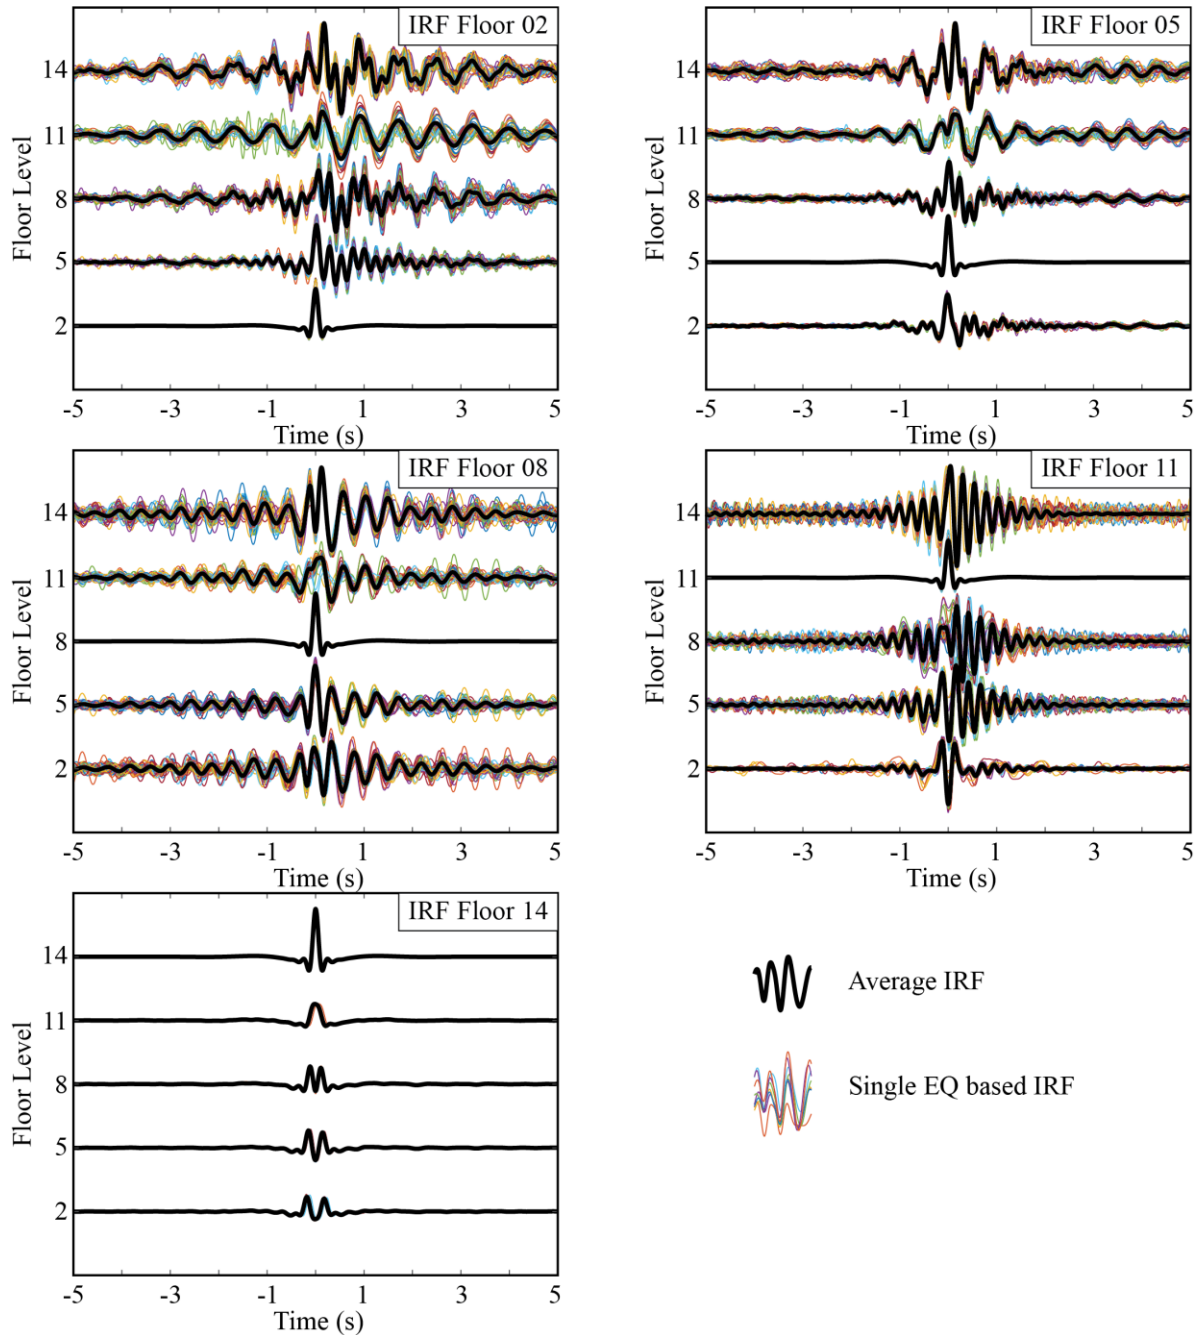 IRF Floor 02
14
11
8
5
2
Floor Level
-5 -3 -1 1 3 5
Time (s)
IRF Floor 05
14
11
8
5
2
Floor Level
-5 -3 -1 1 3 5
Time (s)
IRF Floor 08
14
11
8
5
2
Floor Level
-5 -3 -1 1 3 5
Time (s)
IRF Floor 11
14
11
8
5
2
Floor Level
-5 -3 -1 1 3 5
Time (s)
IRF Floor 14
14
11
8
5
2
Floor Level
-5 -3 -1 1 3 5
Time (s)
Average IRF
Single EQ based IRF